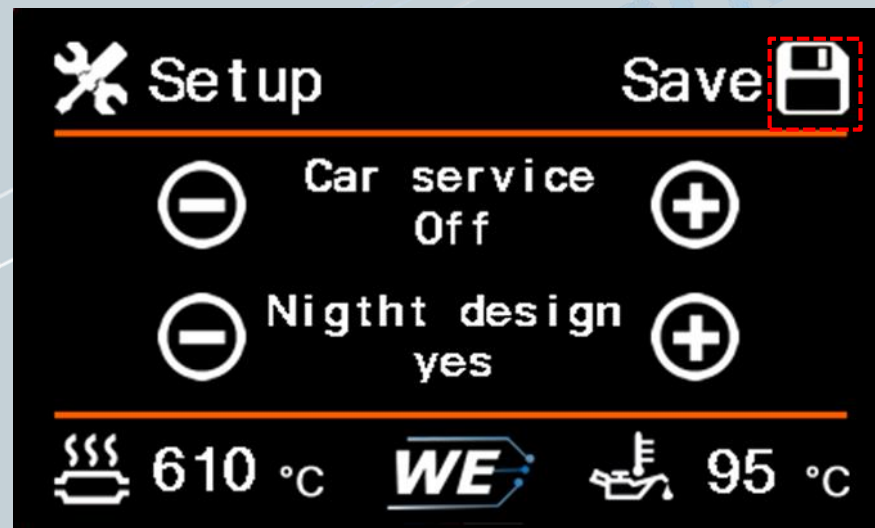 Setup
Save
Car service
Off
Nigtht design
yes
610 °C
WE
95 °C